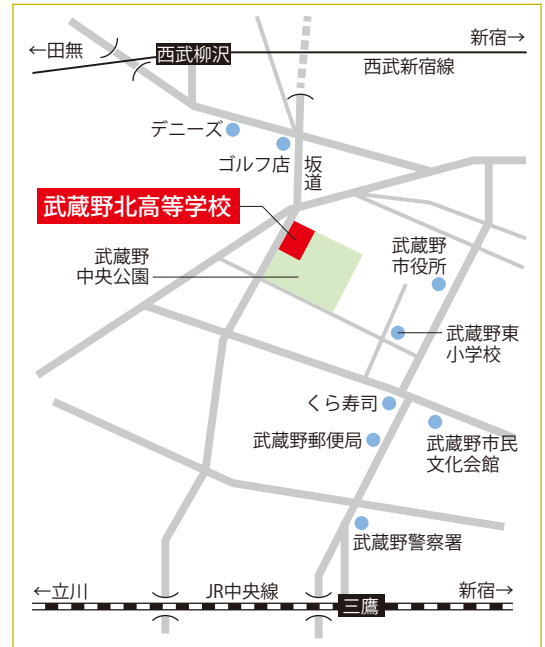 ←田無
西武柳沢
新宿→
西武新宿線
デニーズ
ゴルフ店
坂道
武蔵野北高等学校
武蔵野
中央公園
武蔵野
市役所
武蔵野東
小学校
くら寿司
武蔵野郵便局
武蔵野市民
文化会館
武蔵野警察署
←立川
JR中央線
新宿→
三鷹